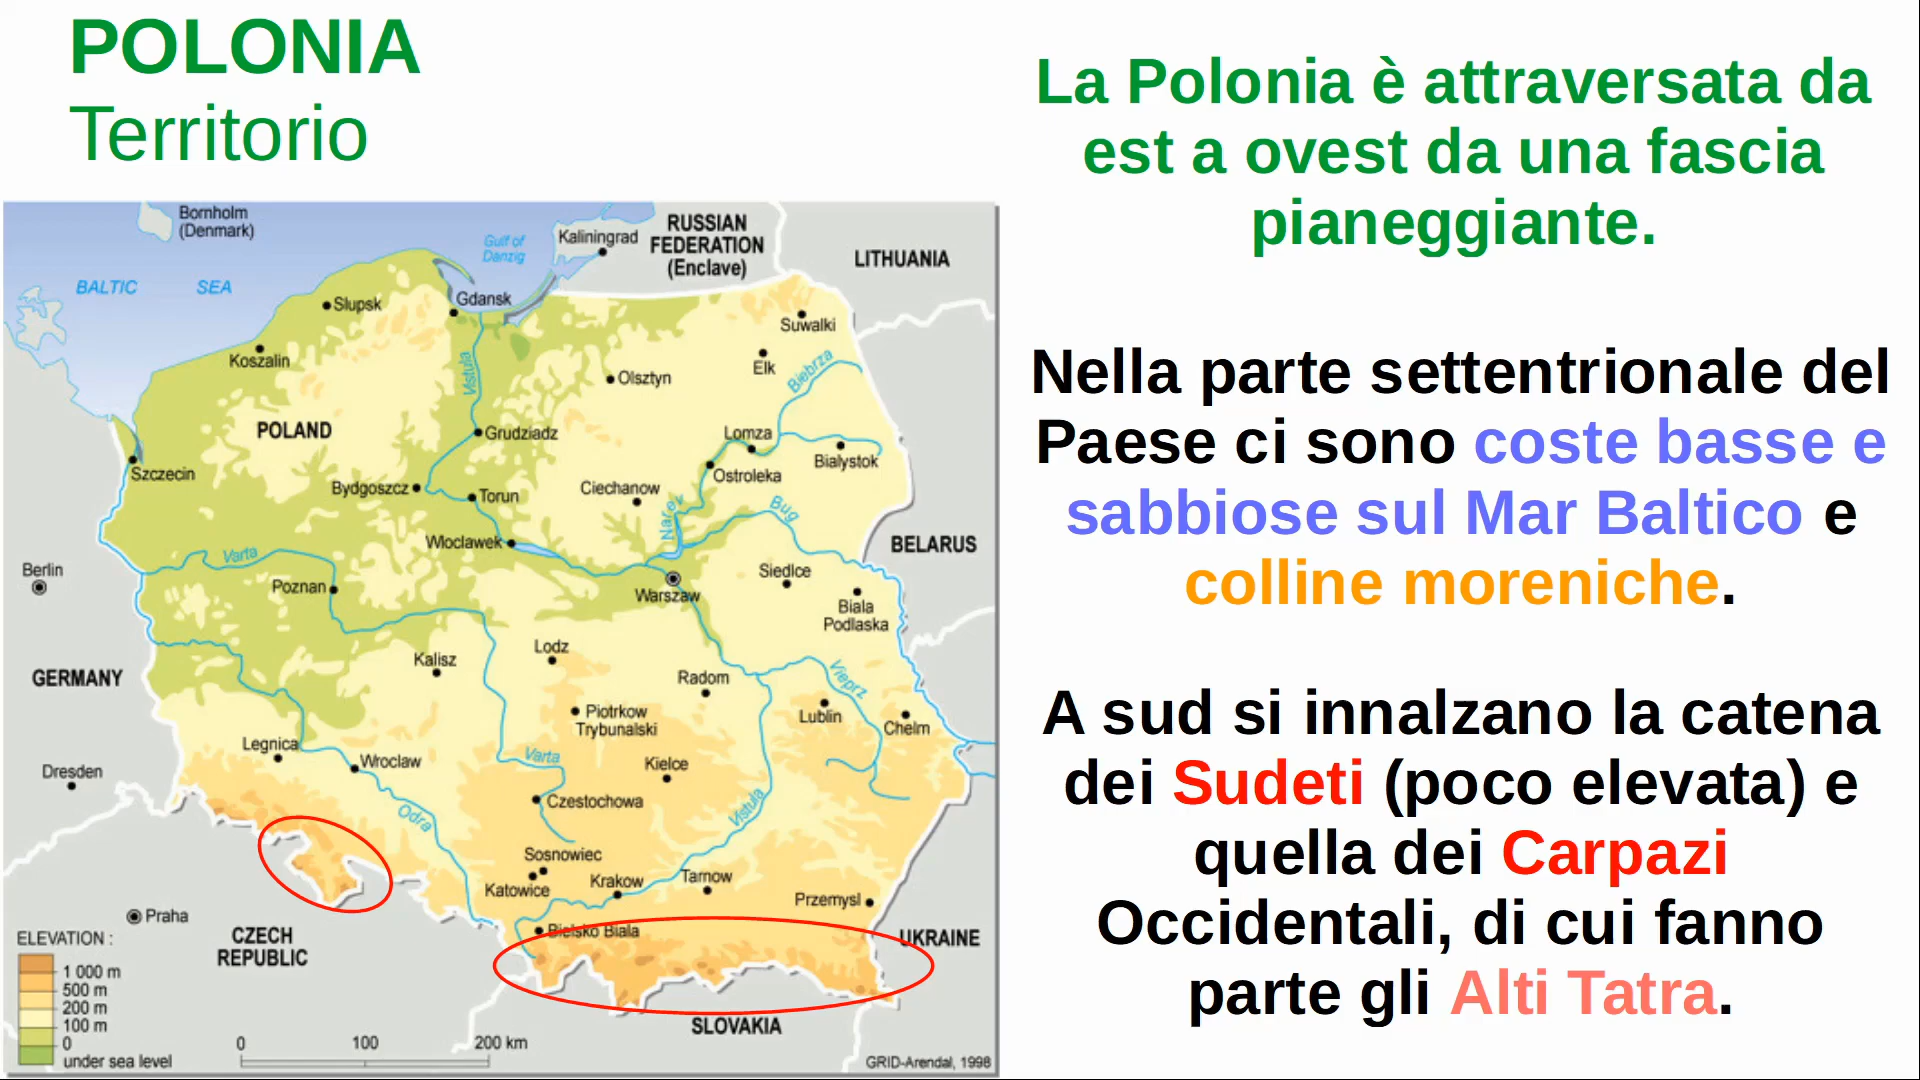 POLONIA
Territorio
La Polonia è attraversata da
est a ovest da una fascia
pianeggiante.
Nella parte settentrionale del
Paese ci sono coste basse e
sabbiose sul Mar Baltico e
colline moreniche.
A sud si innalzano la catena
dei Sudeti (poco elevata) e
quella dei Carpazi
Occidentali, di cui fanno
parte gli Alti Tatra.
Bornholm
(Denmark)
BALTIC SEA
Gulf of
Danzig
Kaliningrad
RUSSIAN
FEDERATION
(Enclave)
LITHUANIA
Slupsk
Gdansk
Suwalki
Koszalin
Vistula
Olsztyn
Elk
Biebrza
POLAND
Grudziadz
Lomza
Bialystok
Szczecin
Ostroleka
Bydgoszcz
Torun
Ciechanow
Narev
Bug
Wloclawek
BELARUS
Varta
Berlin
Poznan
Warszaw
Siedlce
Biala
Podlaska
Lodz
Kalisz
GERMANY
Radom
Vieprz
Piotrkow
Trybunalski
Lublin
Chelm
Legnica
Wroclaw
Varta
Kielce
Dresden
Czestochowa
Vistula
Odra
Sosnowiec
Katowice
Krakow
Tarnow
Przemysl
Praha
Bielsko Biala
CZECH
REPUBLIC
UKRAINE
SLOVAKIA
ELEVATION :
1 000 m
500 m
200 m
100 m
0
under sea level
0 100 200 km
GRID-Arendal, 1998